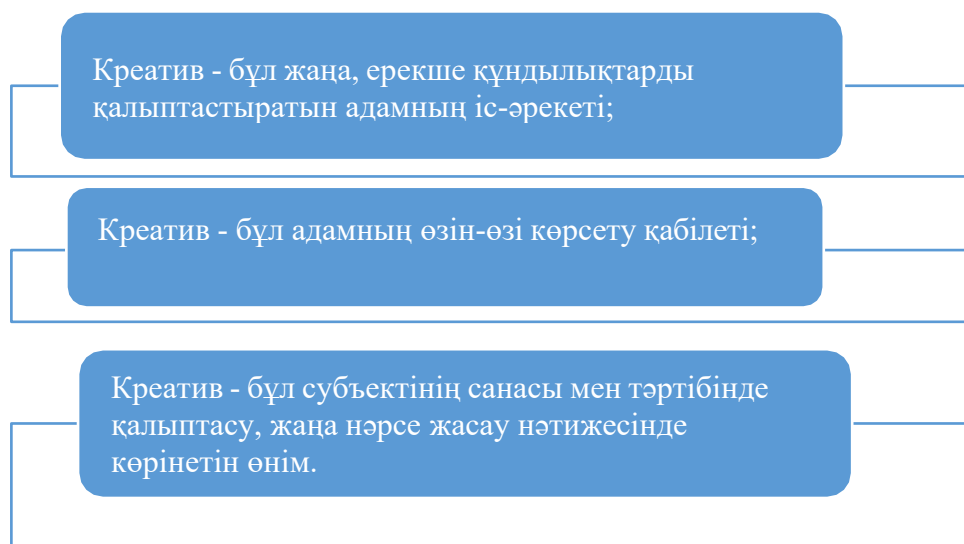 Креатив - бұл жаңа, ерекше құндылықтарды
қалыптастыратын адамның іс-әрекеті;
Креатив - бұл адамның өзін-өзі көрсету қабілеті;
Креатив - бұл субъектінің санасы мен тәртібінде
қалыптасу, жаңа нәрсе жасау нәтижесінде
көрінетін өнім.